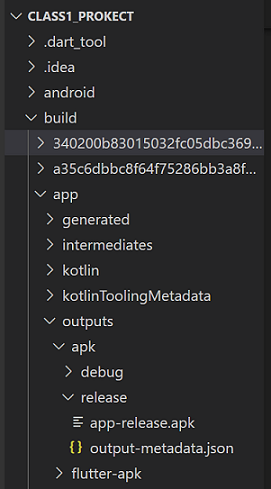 CLASS1_PROKECT
.dart_tool
.idea
android
build
340200b83015032fc05dbc369...
a35c6dbbc8f64f75286bb3a8f...
app
generated
intermediates
kotlin
kotlinToolingMetadata
outputs
apk
debug
release
app-release.apk
{} output-metadata.json
flutter-apk